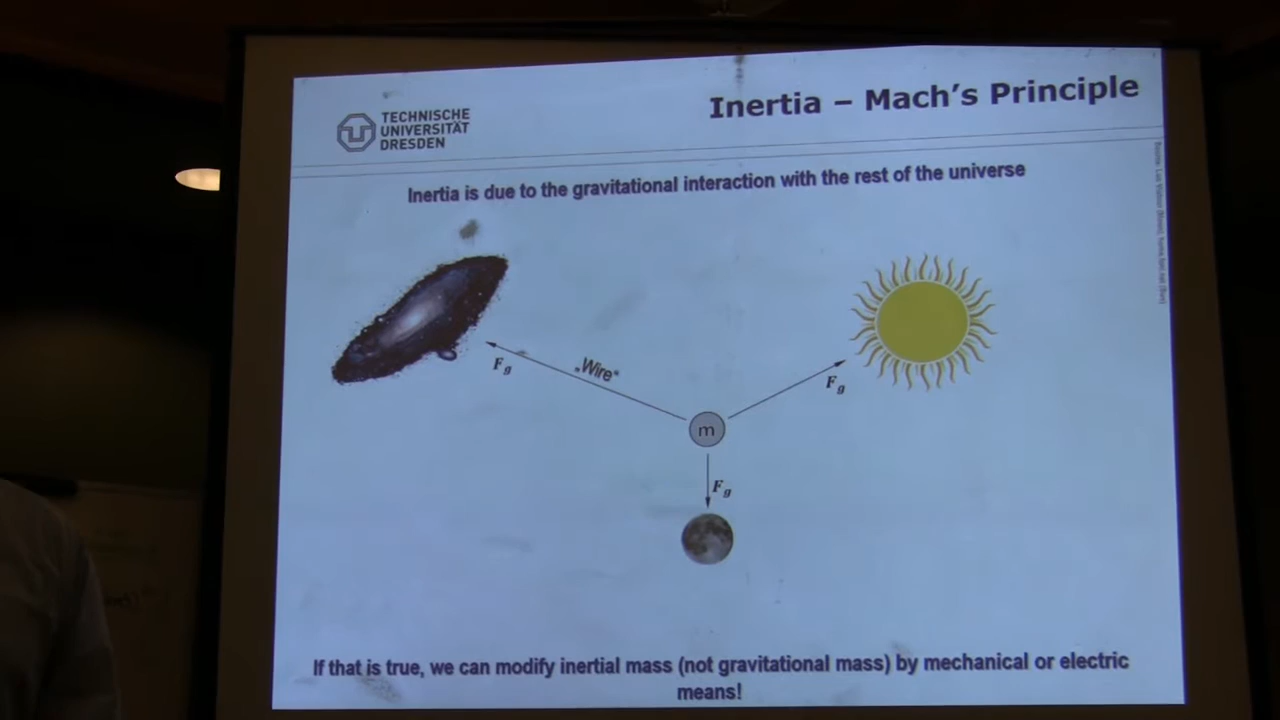 TECHNISCHE
UNIVERSITÄT
DRESDEN
Inertia – Mach's Principle
Inertia is due to the gravitational interaction with the rest of the universe
F_g
„Wire“
F_g
m
F_g
If that is true, we can modify inertial mass (not gravitational mass) by mechanical or electric
means!